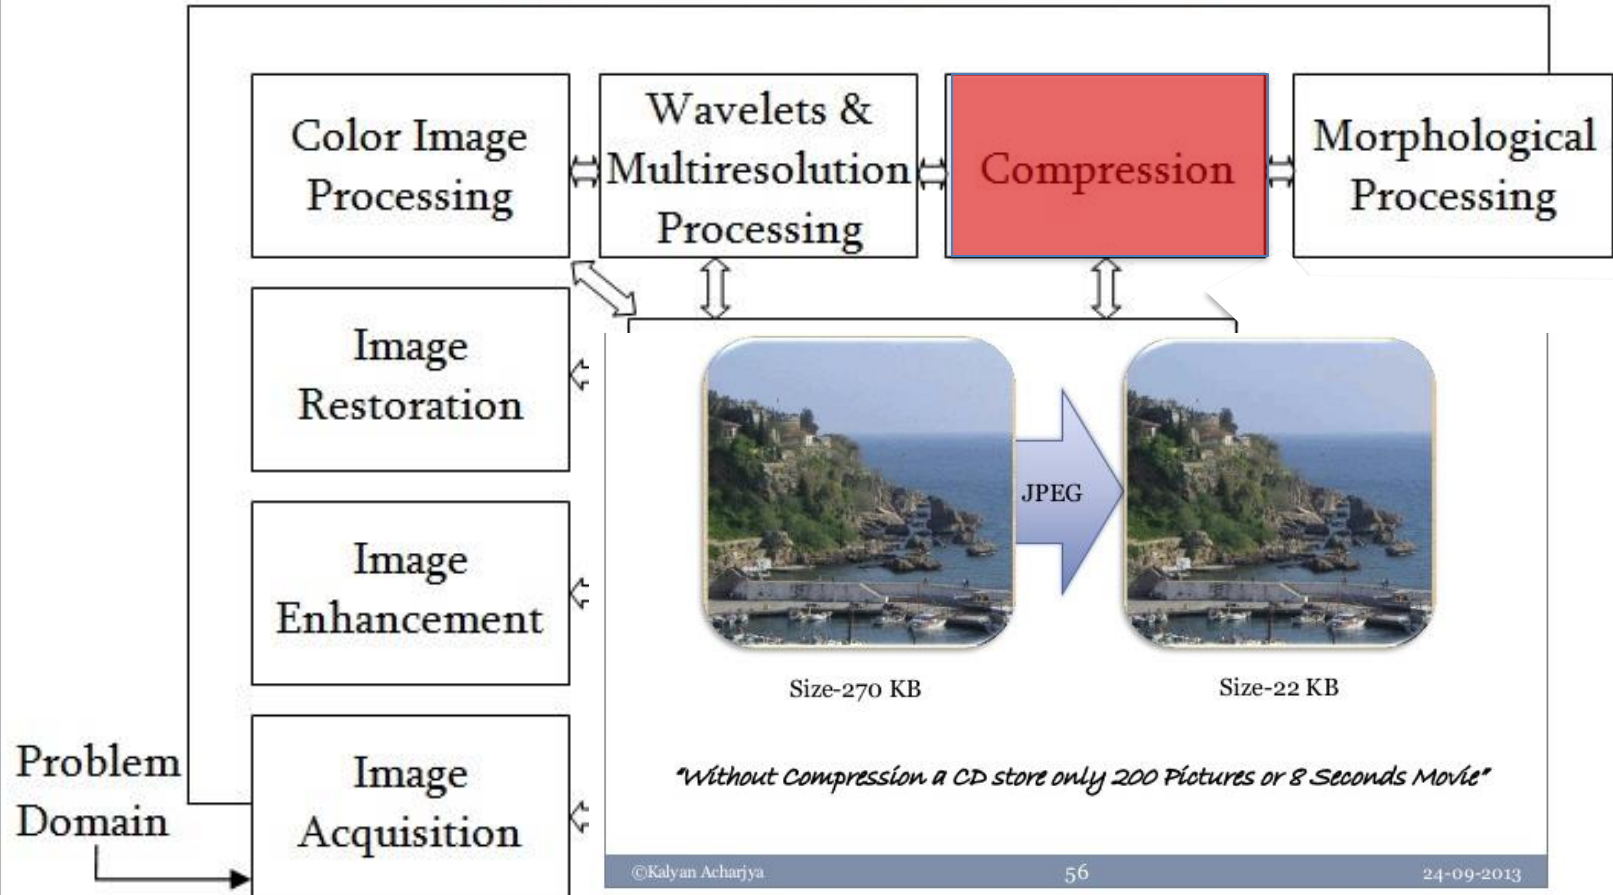 Color Image
Processing
Wavelets &
Multiresolution
Processing
Compression
Morphological
Processing
Image
Restoration
Image
Enhancement
Problem
Domain
Image
Acquisition
JPEG
Size-270 KB
Size-22 KB
"Without Compression a CD store only 200 Pictures or 8 Seconds Movie"
©Kalyan Acharjya
56
24-09-2013